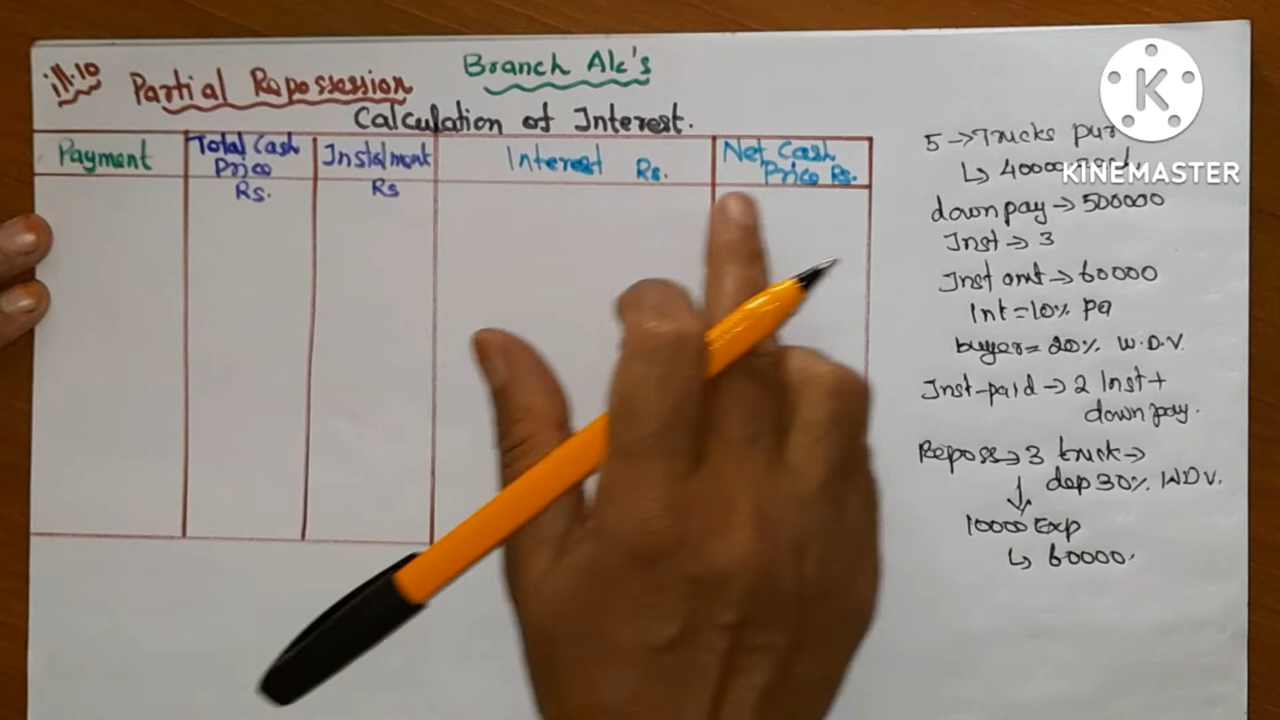 ill.10
Partial Repossession
Branch A/c's
Calculation of Interest.
Payment
Total Cash
Price
Rs.
Instalment
Rs
Interest Rs.
Net Cash
Price Rs.
5 → Trucks pur
↳ 40000
down pay → 500000
Inst → 3
Inst amt → 60000
Int = 10% Pa
buyer = 20% W.D.V.
Inst-paid → 2 Inst +
down pay.
Reposs → 3 truck →
dep 30% WDV.
↓
10000 Exp
↳ 60000.
K
KINEMASTER